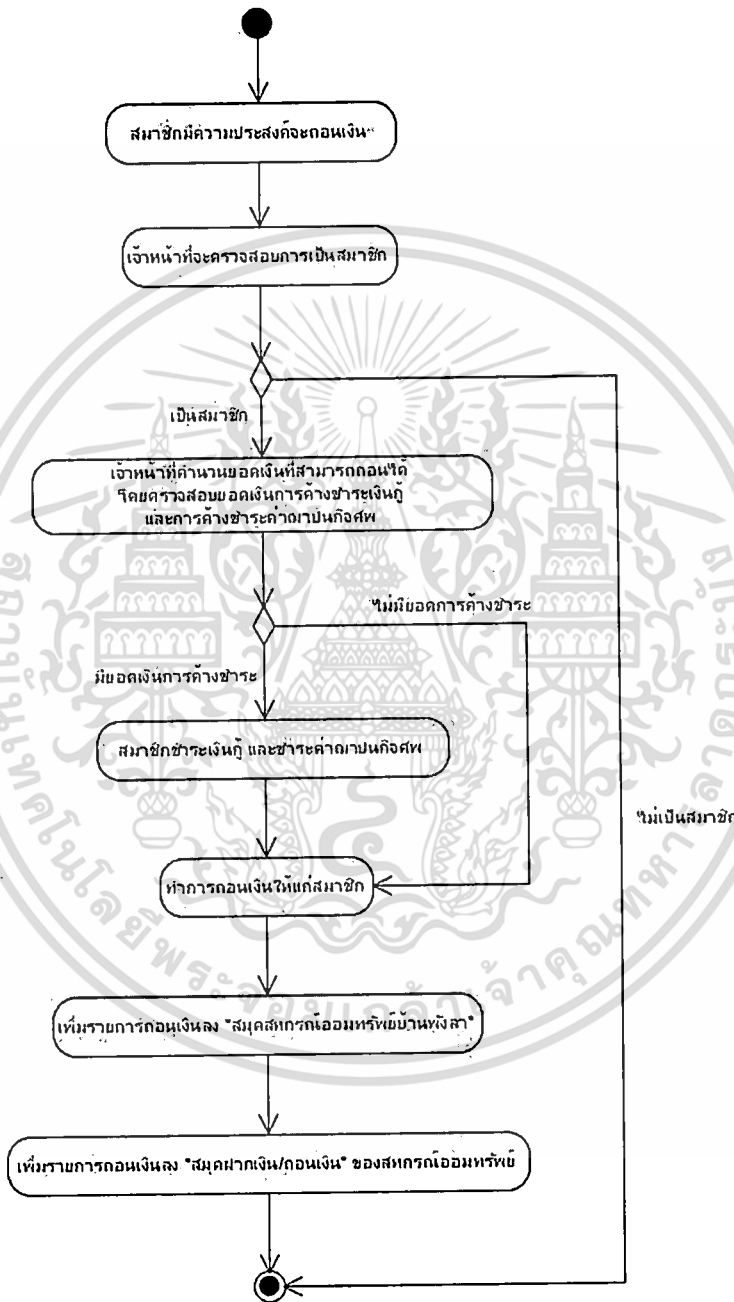 สมาชิกมีความประสงค์จะถอนเงิน
เจ้าหน้าที่จะตรวจสอบการเป็นสมาชิก
เป็นสมาชิก
เจ้าหน้าที่คำนวนยอดเงินที่สามารถถอนได้
โดยตรวจสอบยอดเงินการค้างชำระเงินกู้
และการค้างชำระค่าฌาปนกิจศพ
ไม่มียอดการค้างชำระ
มียอดเงินการค้างชำระ
สมาชิกชำระเงินกู้ และชำระค่าฌาปนกิจศพ
ไม่เป็นสมาชิก
ทำการถอนเงินให้แก่สมาชิก
เพิ่มรายการถอนเงินลง "สมุดสหกรณ์ออมทรัพย์บ้านพังลา"
เพิ่มรายการถอนเงินลง "สมุดฝากเงิน/ถอนเงิน" ของสหกรณ์ออมทรัพย์